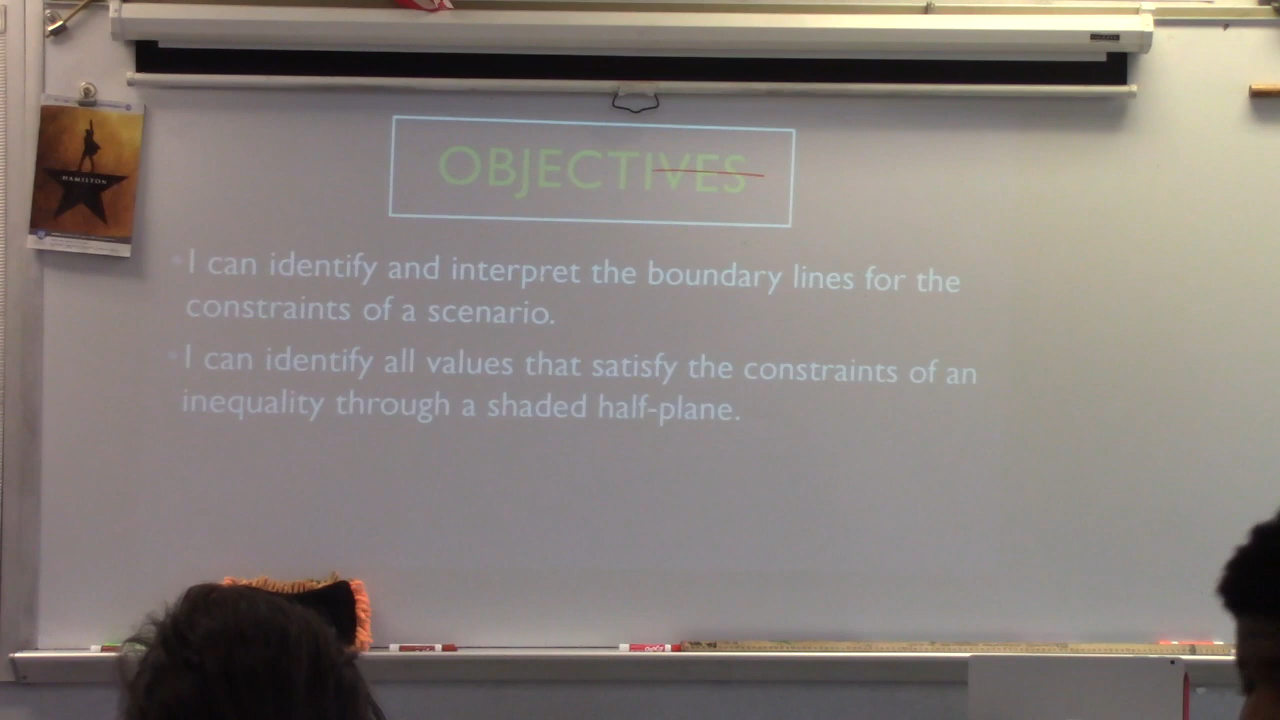 HAMILTON
OBJECTIVES
I can identify and interpret the boundary lines for the
constraints of a scenario.
I can identify all values that satisfy the constraints of an
inequality through a shaded half-plane.